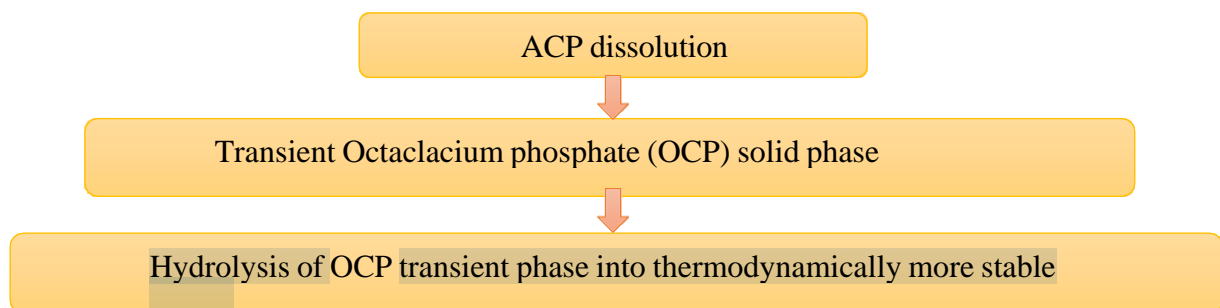 ACP dissolution
Transient Octaclacium phosphate (OCP) solid phase
Hydrolysis of OCP transient phase into thermodynamically more stable